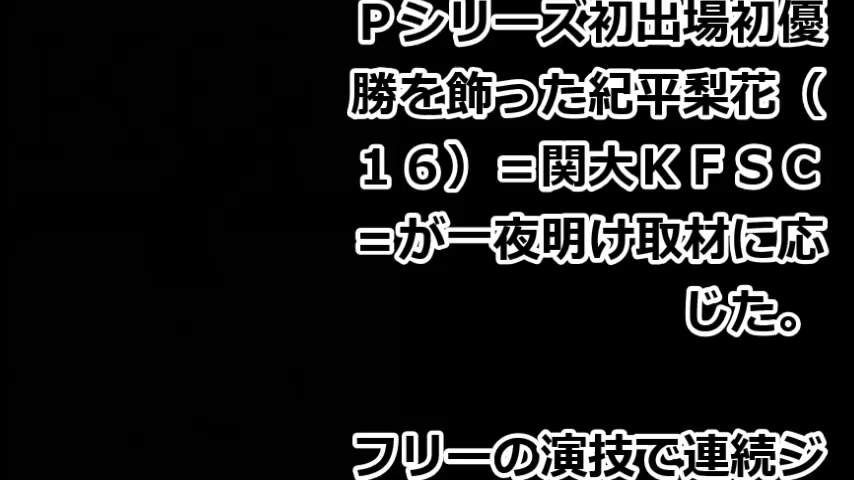 Ｐシリーズ初出場初優
勝を飾った紀平梨花（
１６）＝関大ＫＦＳＣ
＝が一夜明け取材に応
じた。
フリーの演技で連続ジ